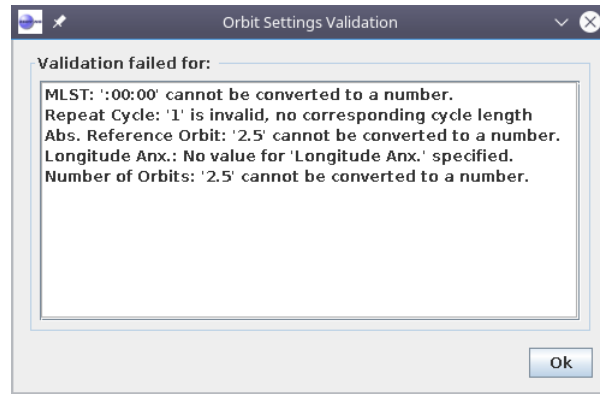 Orbit Settings Validation
Validation failed for:
MLST: ':00:00' cannot be converted to a number.
Repeat Cycle: '1' is invalid, no corresponding cycle length
Abs. Reference Orbit: '2.5' cannot be converted to a number.
Longitude Anx.: No value for 'Longitude Anx.' specified.
Number of Orbits: '2.5' cannot be converted to a number.
Ok